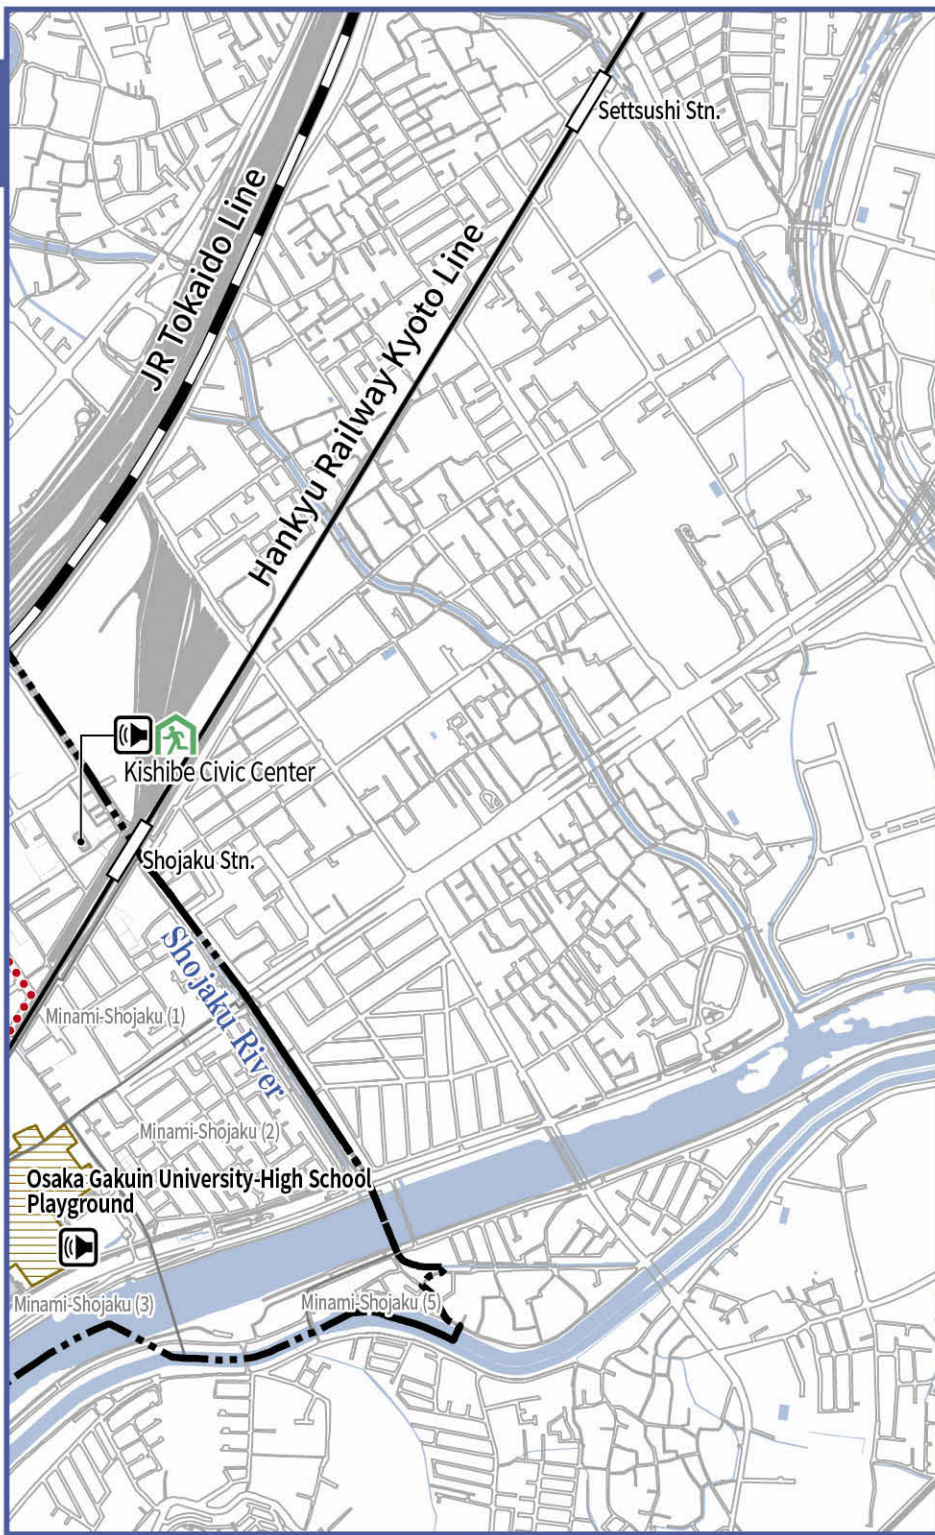 Settsushi Stn.
JR Tokaido Line
Hankyu Railway Kyoto Line
Kishibe Civic Center
Shojaku Stn.
Shojaku River
Minami-Shojaku (1)
Minami-Shojaku (2)
Osaka Gakuin University-High School
Playground
Minami-Shojaku (3)
Minami-Shojaku (5)